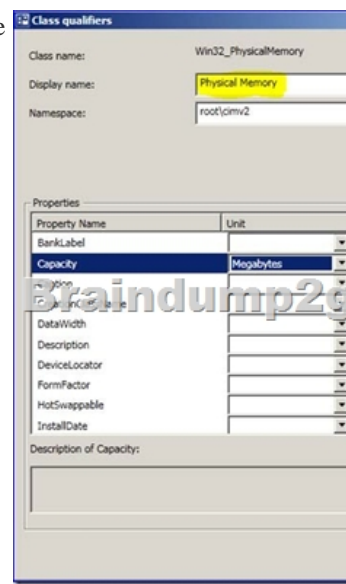 e
Class qualifiers
Class name: Win32_PhysicalMemory
Display name: Physical Memory
Namespace: root\cimv2
Properties
Property Name Unit
BankLabel
Capacity Megabytes
Braindump2g
DataWidth
Description
DeviceLocator
FormFactor
HotSwappable
InstallDate
Description of Capacity: